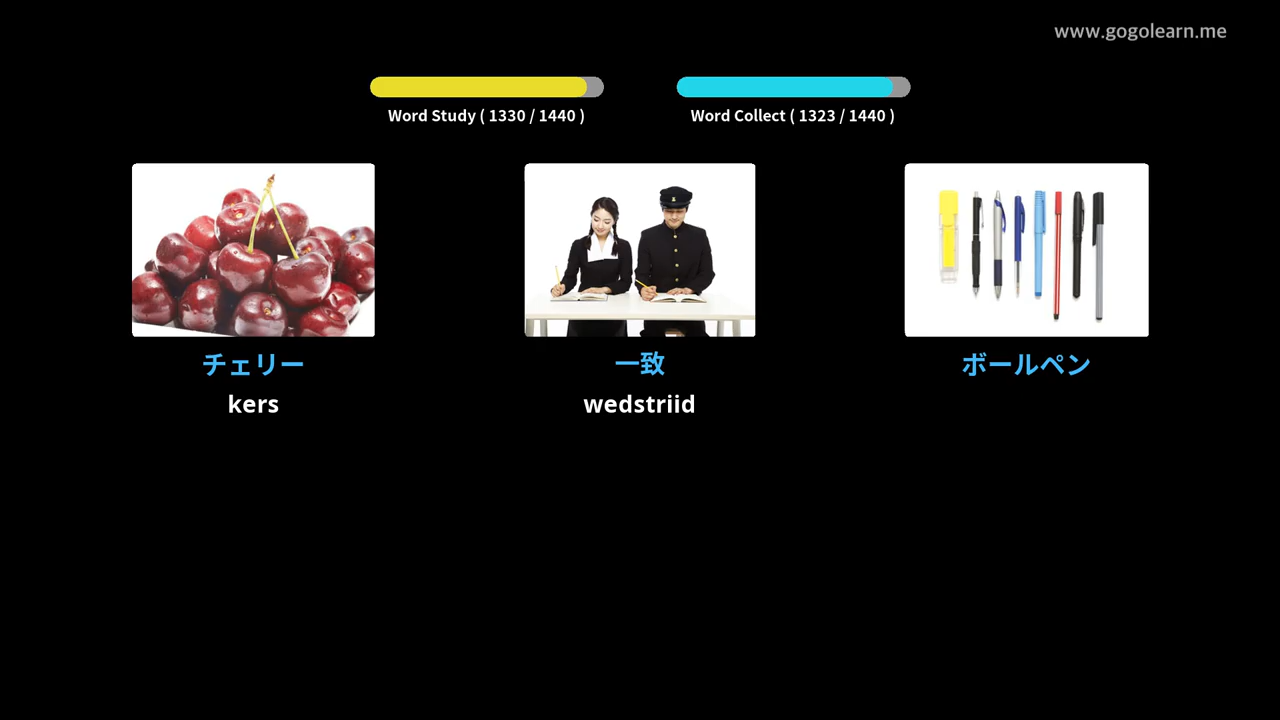 www.gogolearn.me
Word Study ( 1330 / 1440 )
Word Collect ( 1323 / 1440 )
チェリー
一致
ボールペン
kers
wedstriid